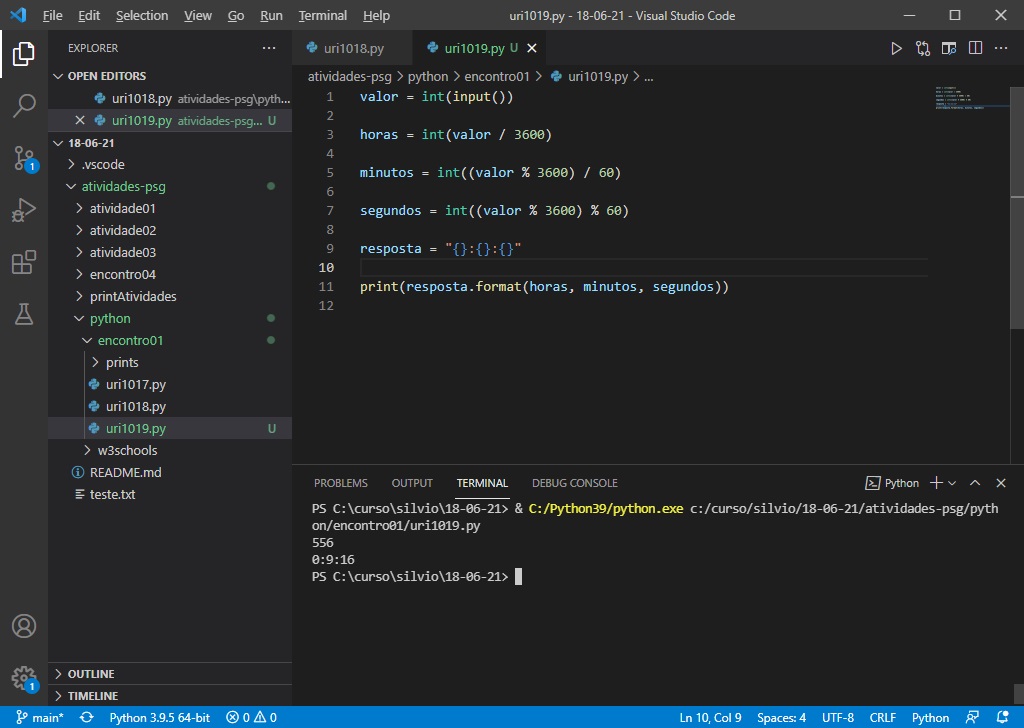 File Edit Selection View Go Run Terminal Help uri1019.py - 18-06-21 - Visual Studio Code
EXPLORER
OPEN EDITORS
uri1018.py atividades-psg\pyth...
uri1019.py atividades-psg... U
18-06-21
.vscode
atividades-psg
atividade01
atividade02
atividade03
encontro04
printAtividades
python
encontro01
prints
uri1017.py
uri1018.py
uri1019.py U
w3schools
README.md
teste.txt
OUTLINE
TIMELINE
1
1
uri1018.py uri1019.py U
atividades-psg > python > encontro01 > uri1019.py > ...
1 valor = int(input())
2
3 horas = int(valor / 3600)
4
5 minutos = int((valor % 3600) / 60)
6
7 segundos = int((valor % 3600) % 60)
8
9 resposta = "{}:{}:{}"
10
11 print(resposta.format(horas, minutos, segundos))
12
PROBLEMS OUTPUT TERMINAL DEBUG CONSOLE Python
PS C:\curso\silvio\18-06-21> & C:/Python39/python.exe c:/curso/silvio/18-06-21/atividades-psg/pyth
on/encontro01/uri1019.py
556
0:9:16
PS C:\curso\silvio\18-06-21>
main* Python 3.9.5 64-bit 0 0 Ln 10, Col 9 Spaces: 4 UTF-8 CRLF Python